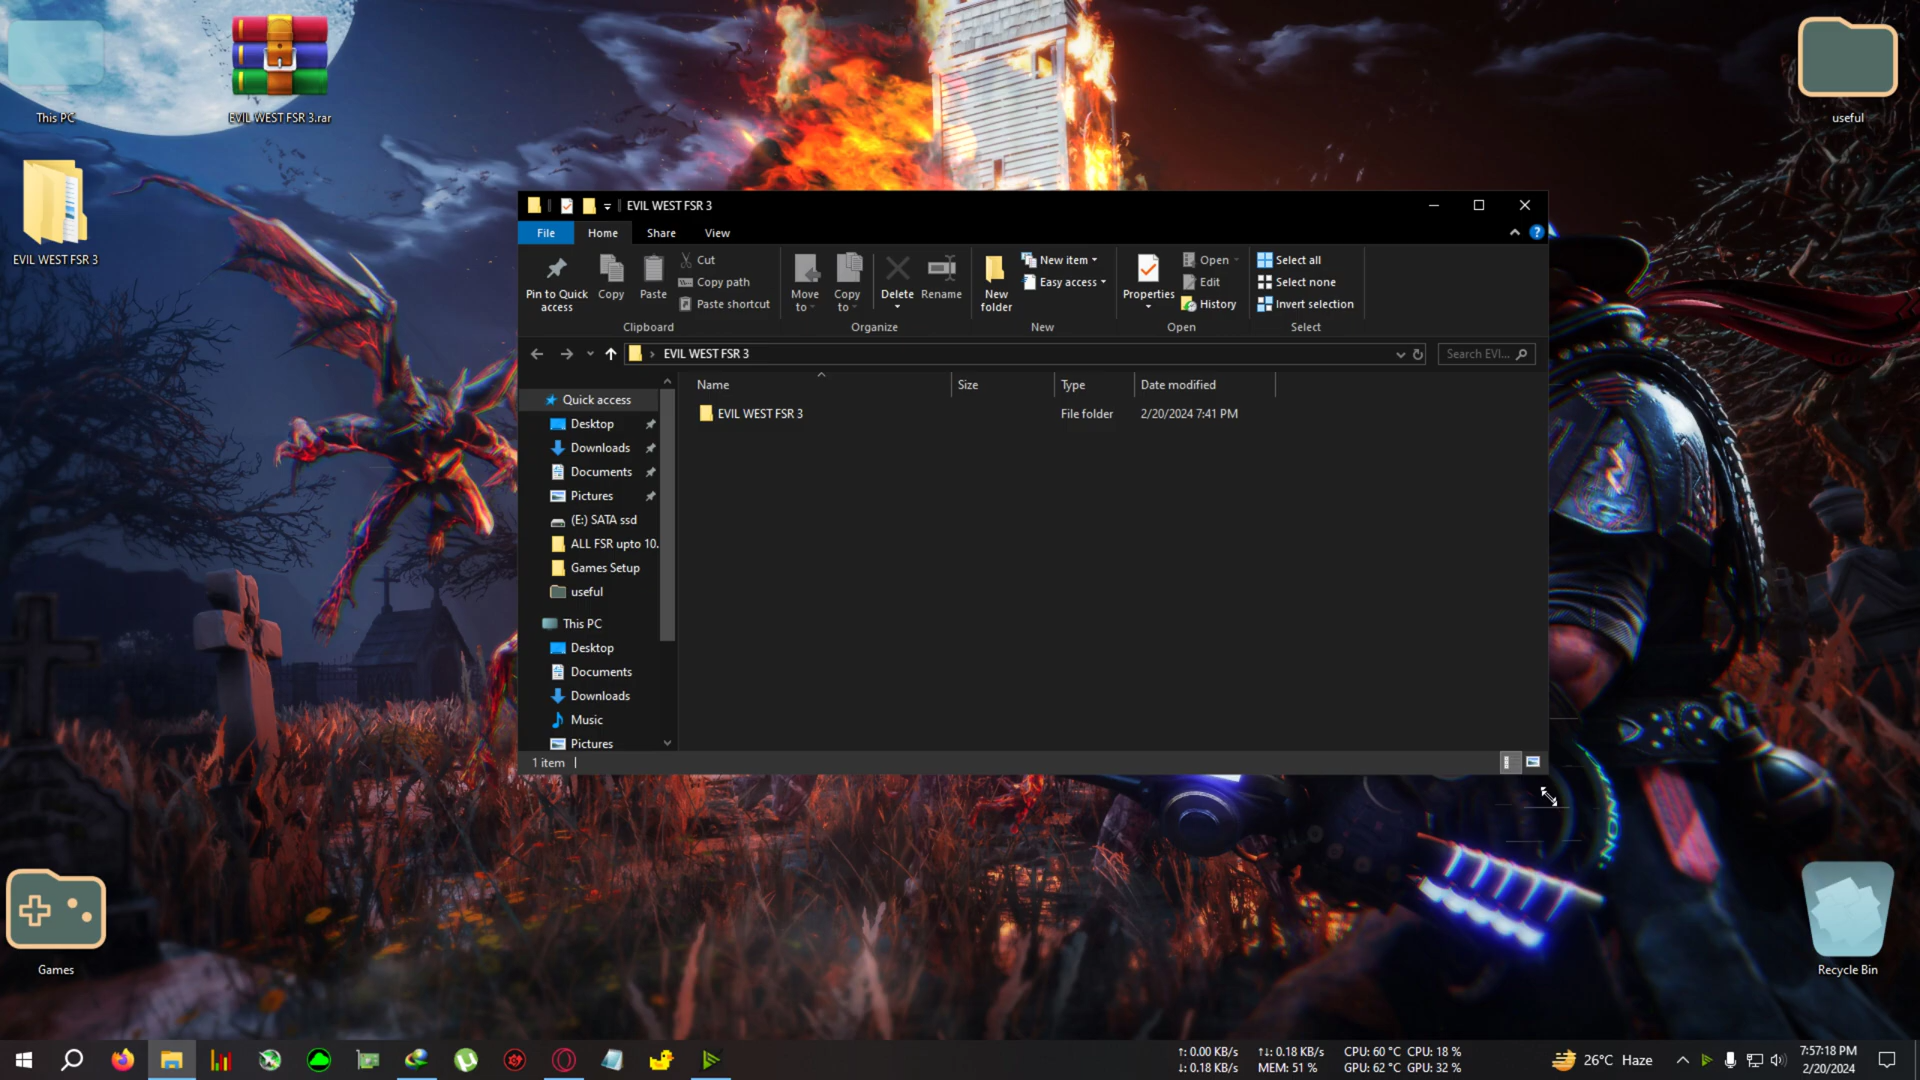 This PC
EVIL WEST FSR 3.rar
useful
EVIL WEST FSR 3
EVIL WEST FSR 3
File
Home
Share
View
Pin to Quick access
Copy
Paste
Cut
Copy path
Paste shortcut
Clipboard
Move to
Copy to
Delete
Rename
Organize
New folder
New item
Easy access
New
Properties
Open
Edit
History
Open
Select all
Select none
Invert selection
Select
EVIL WEST FSR 3
Search EVI...
Name
Size
Type
Date modified
EVIL WEST FSR 3
File folder
2/20/2024 7:41 PM
Quick access
Desktop
Downloads
Documents
Pictures
(E:) SATA ssd
ALL FSR upto 10.
Games Setup
useful
This PC
Desktop
Documents
Downloads
Music
Pictures
1 item
Games
Recycle Bin
↑: 0.00 KB/s
↓: 0.18 KB/s
↑↓: 0.18 KB/s
MEM: 51 %
CPU: 60 °C CPU: 18 %
GPU: 62 °C GPU: 32 %
26°C Haze
7:57:18 PM
2/20/2024